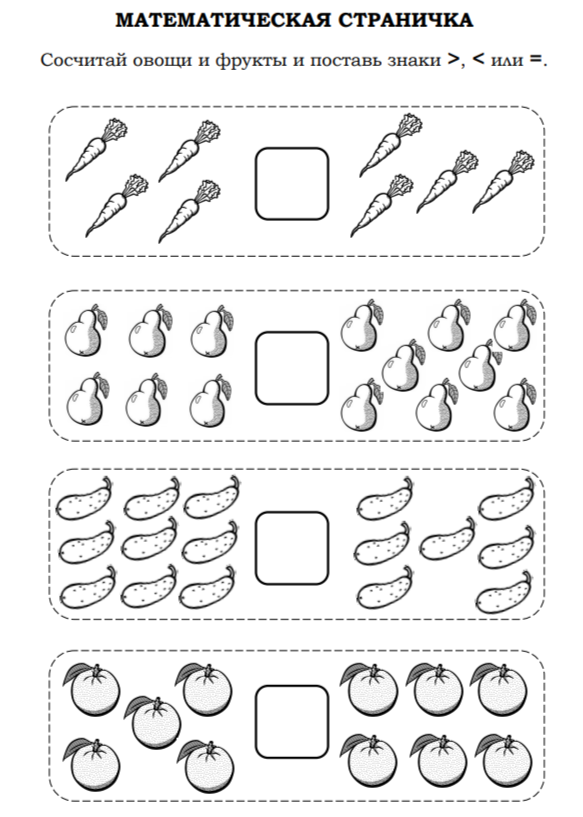 МАТЕМАТИЧЕСКАЯ СТРАНИЧКА
Сосчитай овощи и фрукты и поставь знаки >, < или =.